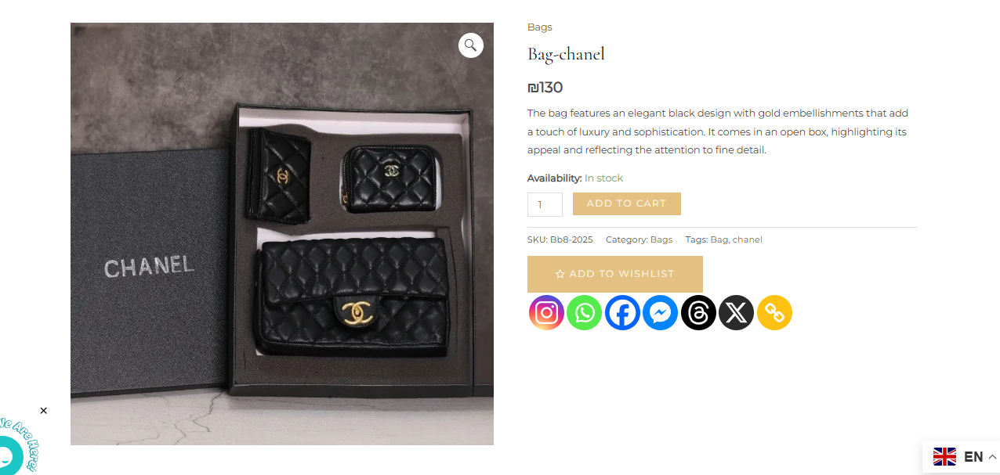 Bags
Bag-chanel
₪130
The bag features an elegant black design with gold embellishments that add
a touch of luxury and sophistication. It comes in an open box, highlighting its
appeal and reflecting the attention to fine detail.
Availability: In stock
1
ADD TO CART
SKU: Bb8-2025 Category: Bags Tags: Bag, chanel
ADD TO WISHLIST
CHANEL
We Are Here!
EN